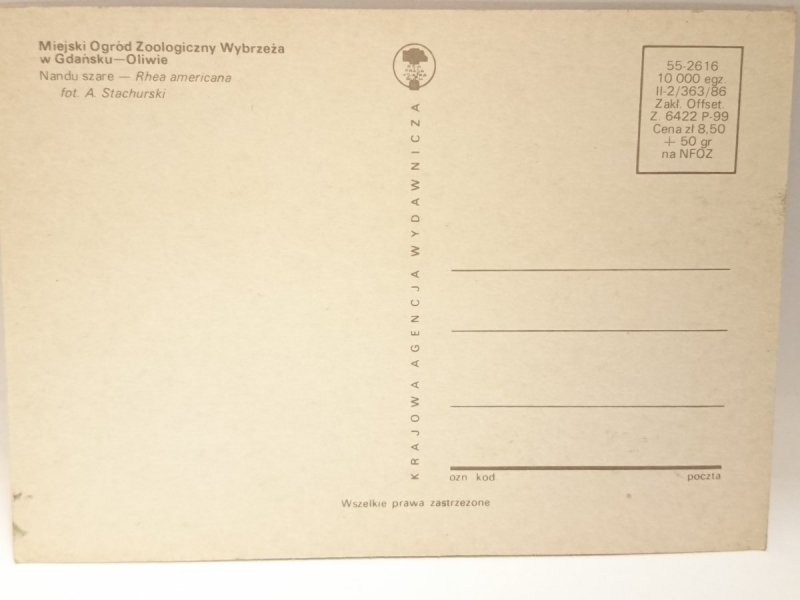 Miejski Ogród Zoologiczny Wybrzeża
w Gdańsku—Oliwie
Nandu szare — Rhea americana
fot. A. Stachurski
KRAJOWA AGENCJA WYDAWNICZA
55-2616
10 000 egz.
II-2/363/86
Zakł. Offset.
Z. 6422 P-99
Cena zł 8,50
+ 50 gr
na NFOZ
ozn kod
poczta
Wszelkie prawa zastrzeżone